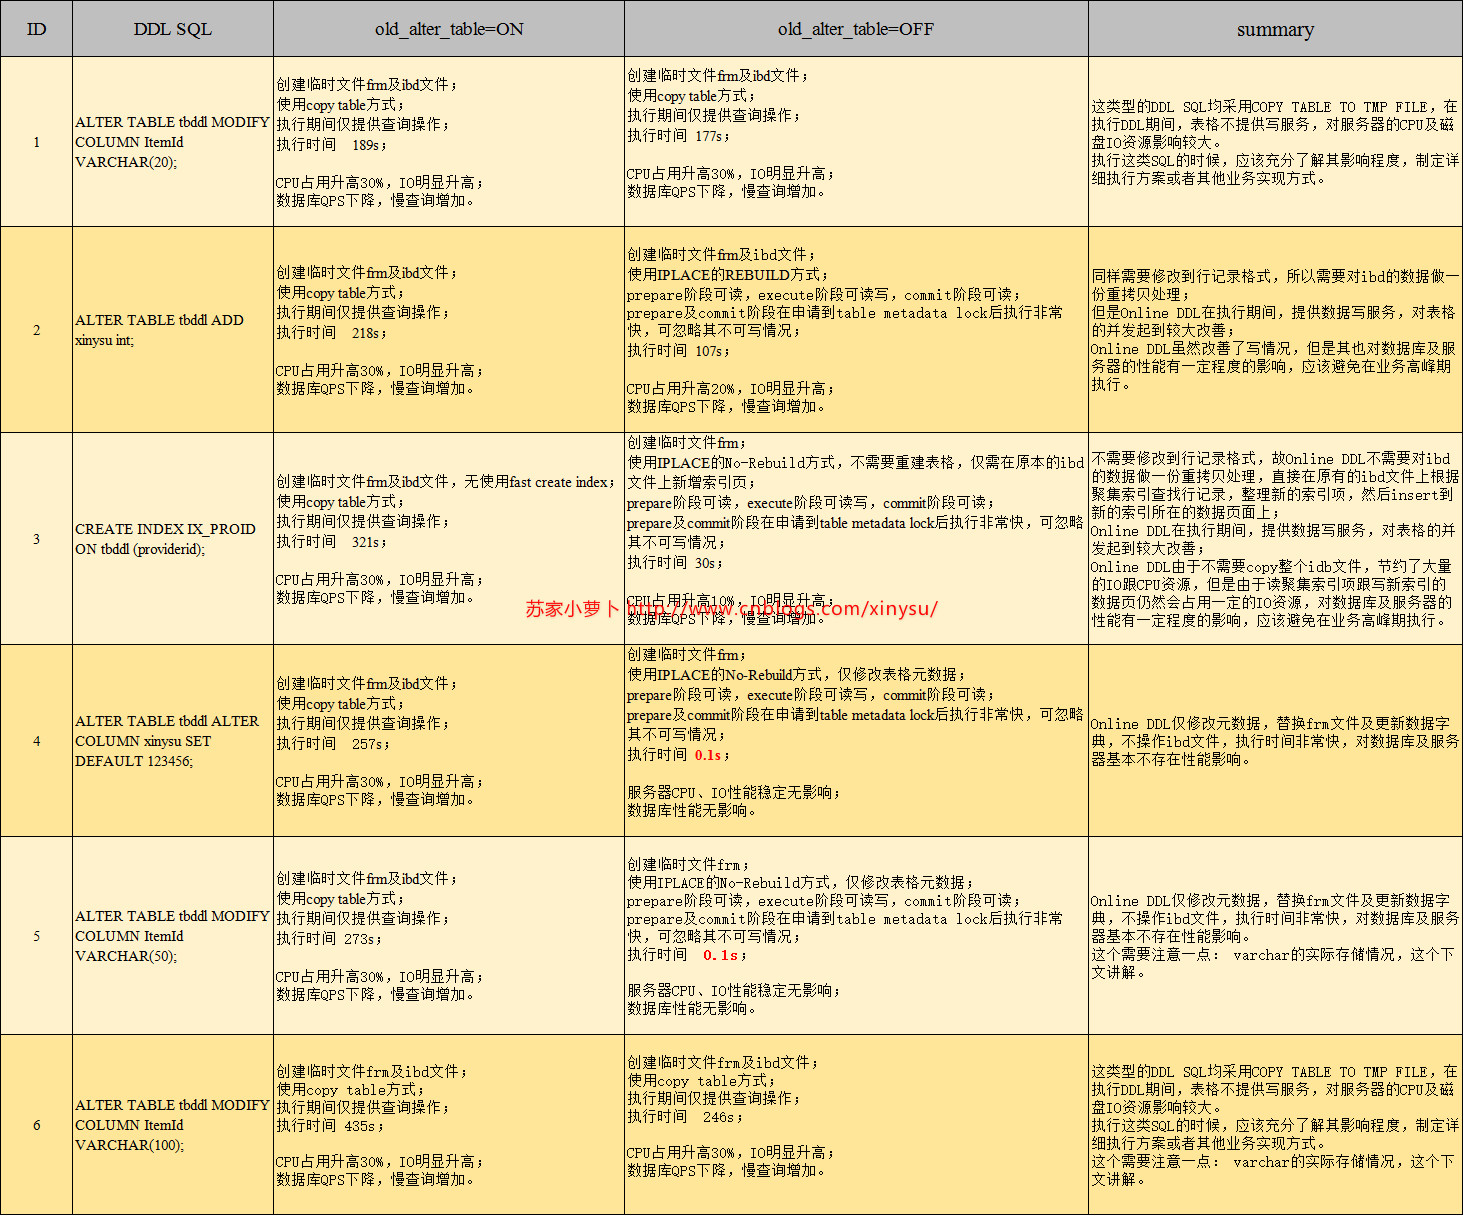 ID
DDL SQL
old_alter_table=ON
old_alter_table=OFF
summary
1
ALTER TABLE tbddl MODIFY
COLUMN ItemId
VARCHAR(20);
创建临时文件frm及ibd文件;
使用copy table方式;
执行期间仅提供查询操作;
执行时间 189s;
CPU占用升高30%, IO明显升高;
数据库QPS下降, 慢查询增加。
创建临时文件frm及ibd文件;
使用copy table方式;
执行期间仅提供查询操作;
执行时间 177s;
CPU占用升高30%, IO明显升高;
数据库QPS下降, 慢查询增加。
这类型的DDL SQL均采用COPY TABLE TO TMP FILE, 在
执行DDL期间, 表格不提供写服务, 对服务器的CPU及磁
盘IO资源影响较大。
执行这类SQL的时候, 应该充分了解其影响程度, 制定详
细执行方案或者其他业务实现方式。
2
ALTER TABLE tbddl ADD
xinysu int;
创建临时文件frm及ibd文件;
使用copy table方式;
执行期间仅提供查询操作;
执行时间 218s;
CPU占用升高30%, IO明显升高;
数据库QPS下降, 慢查询增加。
创建临时文件frm及ibd文件;
使用IPLACE的REBUILD方式;
prepare阶段可读, execute阶段可读写, commit阶段可读;
prepare及commit阶段在申请到table metadata lock后执行非常
快, 可忽略其不可写情况;
执行时间 107s;
CPU占用升高20%, IO明显升高;
数据库QPS下降, 慢查询增加。
同样需要修改到行记录格式, 所以需要对ibd的数据做一
份重拷贝处理;
但是Online DDL在执行期间, 提供数据写服务, 对表格
的并发起到较大改善;
Online DDL虽然改善了写情况, 但是其也对数据库及服
务器的性能有一定程度的影响, 应该避免在业务高峰期
执行。
3
CREATE INDEX IX_PROID
ON tbddl (providerid);
创建临时文件frm及ibd文件, 无使用fast create index;
使用copy table方式;
执行期间仅提供查询操作;
执行时间 321s;
CPU占用升高30%, IO明显升高;
数据库QPS下降, 慢查询增加。
创建临时文件frm;
使用IPLACE的No-Rebuild方式, 不需要重建表格, 仅需在原本的ibd
文件上新增索引页;
prepare阶段可读, execute阶段可读写, commit阶段可读;
prepare及commit阶段在申请到table metadata lock后执行非常快, 可忽略
其不可写情况;
执行时间 30s;
CPU占用升高10%, IO明显升高;
数据库QPS下降, 慢查询增加。
苏家小萝卜 http://www.cnblogs.com/xinysu/
不需要修改到行记录格式, 故Online DDL不需要对ibd
的数据做一份重拷贝处理, 直接在原有的ibd文件上根据
聚集索引查找行记录, 整理新的索引项, 然后insert到
新的索引所在的数据页面上;
Online DDL在执行期间, 提供数据写服务, 对表格的并
发起到较大改善;
Online DDL由于不需要copy整个idb文件, 节约了大量
的IO跟CPU资源, 但是由于读聚集索引项跟写新索引的
数据页仍然会占用一定的IO资源, 对数据库及服务器的
性能有一定程度的影响, 应该避免在业务高峰期执行。
4
ALTER TABLE tbddl ALTER
COLUMN xinysu SET
DEFAULT 123456;
创建临时文件frm及ibd文件;
使用copy table方式;
执行期间仅提供查询操作;
执行时间 257s;
CPU占用升高30%, IO明显升高;
数据库QPS下降, 慢查询增加。
创建临时文件frm;
使用IPLACE的No-Rebuild方式, 仅修改表格元数据;
prepare阶段可读, execute阶段可读写, commit阶段可读;
prepare及commit阶段在申请到table metadata lock后执行非常快, 可忽略
其不可写情况;
执行时间 0.1s;
服务器CPU、IO性能稳定无影响;
数据库性能无影响。
Online DDL仅修改元数据, 替换frm文件及更新数据字
典, 不操作ibd文件, 执行时间非常快, 对数据库及服务
器基本不存在性能影响。
5
ALTER TABLE tbddl MODIFY
COLUMN ItemId
VARCHAR(50);
创建临时文件frm及ibd文件;
使用copy table方式;
执行期间仅提供查询操作;
执行时间 273s;
CPU占用升高30%, IO明显升高;
数据库QPS下降, 慢查询增加。
创建临时文件frm;
使用IPLACE的No-Rebuild方式, 仅修改表格元数据;
prepare阶段可读, execute阶段可读写, commit阶段可读;
prepare及commit阶段在申请到table metadata lock后执行非常
快, 可忽略其不可写情况;
执行时间 0.1s;
服务器CPU、IO性能稳定无影响;
数据库性能无影响。
Online DDL仅修改元数据, 替换frm文件及更新数据字
典, 不操作ibd文件, 执行时间非常快, 对数据库及服务
器基本不存在性能影响。
这个需要注意一点: varchar的实际存储情况, 这个下
文讲解。
6
ALTER TABLE tbddl MODIFY
COLUMN ItemId
VARCHAR(100);
创建临时文件frm及ibd文件;
使用copy table方式;
执行期间仅提供查询操作;
执行时间 435s;
CPU占用升高30%, IO明显升高;
数据库QPS下降, 慢查询增加。
创建临时文件frm及ibd文件;
使用copy table方式;
执行期间仅提供查询操作;
执行时间 246s;
CPU占用升高30%, IO明显升高;
数据库QPS下降, 慢查询增加。
这类型的DDL SQL均采用COPY TABLE TO TMP FILE, 在
执行DDL期间, 表格不提供写服务, 对服务器的CPU及磁
盘IO资源影响较大。
执行这类SQL的时候, 应该充分了解其影响程度, 制定详
细执行方案或者其他业务实现方式。
这个需要注意一点: varchar的实际存储情况, 这个下
文讲解。